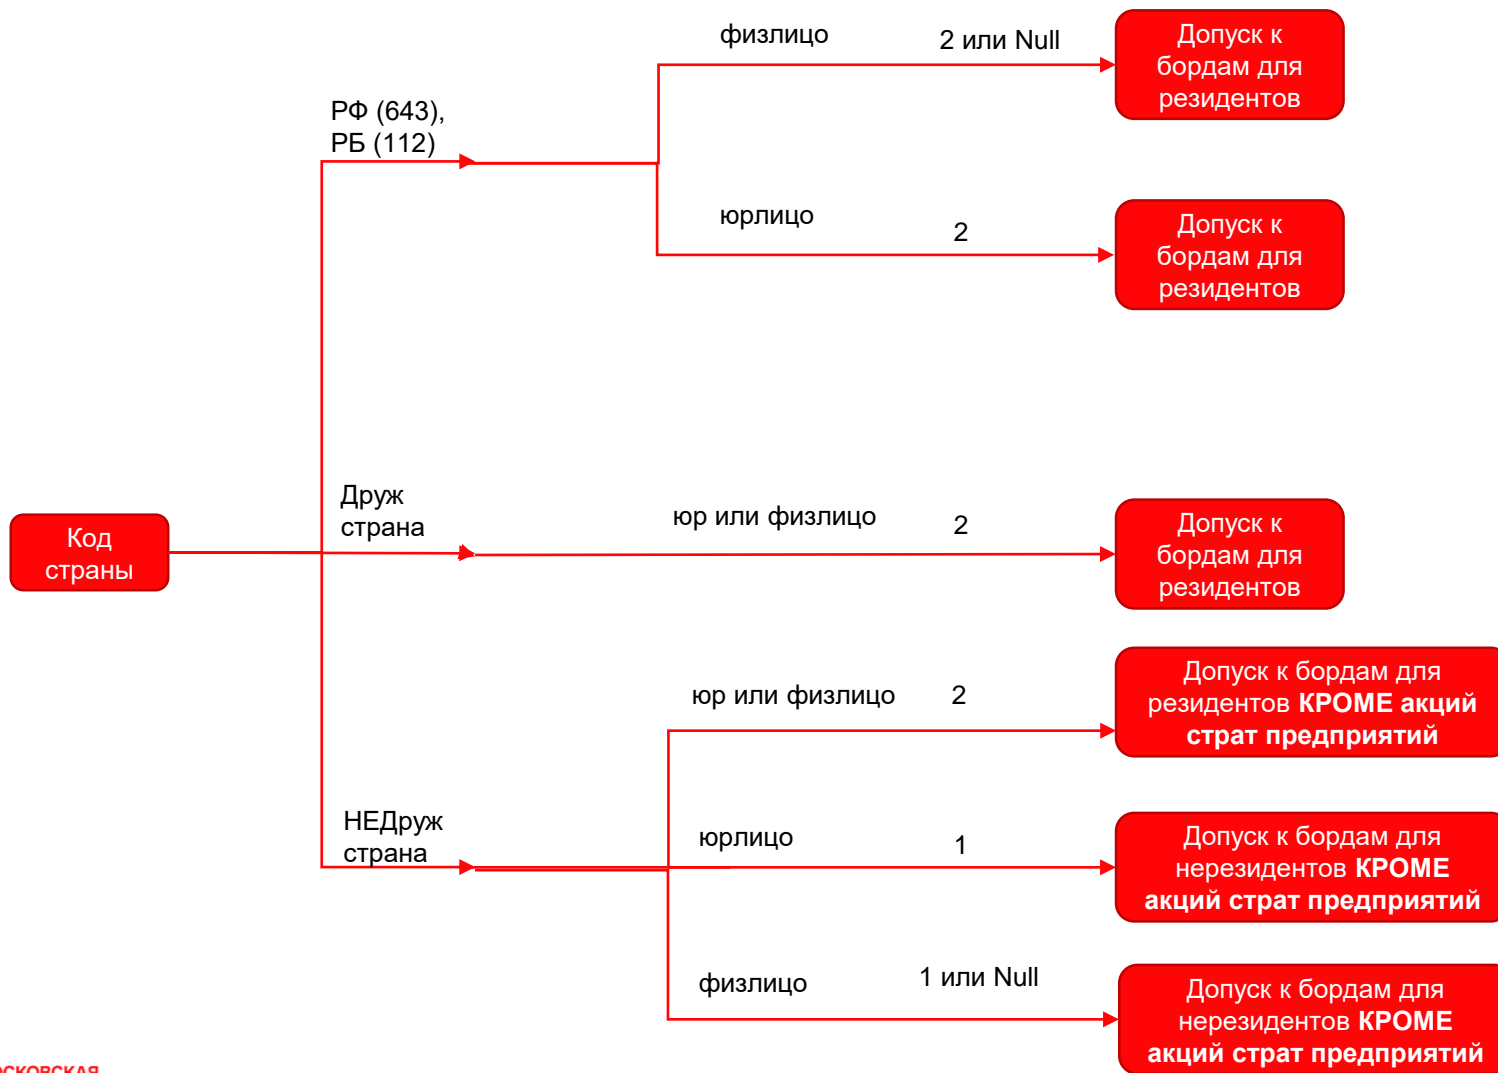 физлицо
2 или Null
Допуск к
бордам для
резидентов
РФ (643),
РБ (112)
юрлицо
2
Допуск к
бордам для
резидентов
Друж
страна
юр или физлицо
2
Допуск к
бордам для
резидентов
Код
страны
юр или физлицо
2
Допуск к бордам для
резидентов КРОМЕ акций
страт предприятий
НЕДруж
страна
юрлицо
1
Допуск к бордам для
нерезидентов КРОМЕ
акций страт предприятий
физлицо
1 или Null
Допуск к бордам для
нерезидентов КРОМЕ
акций страт предприятий